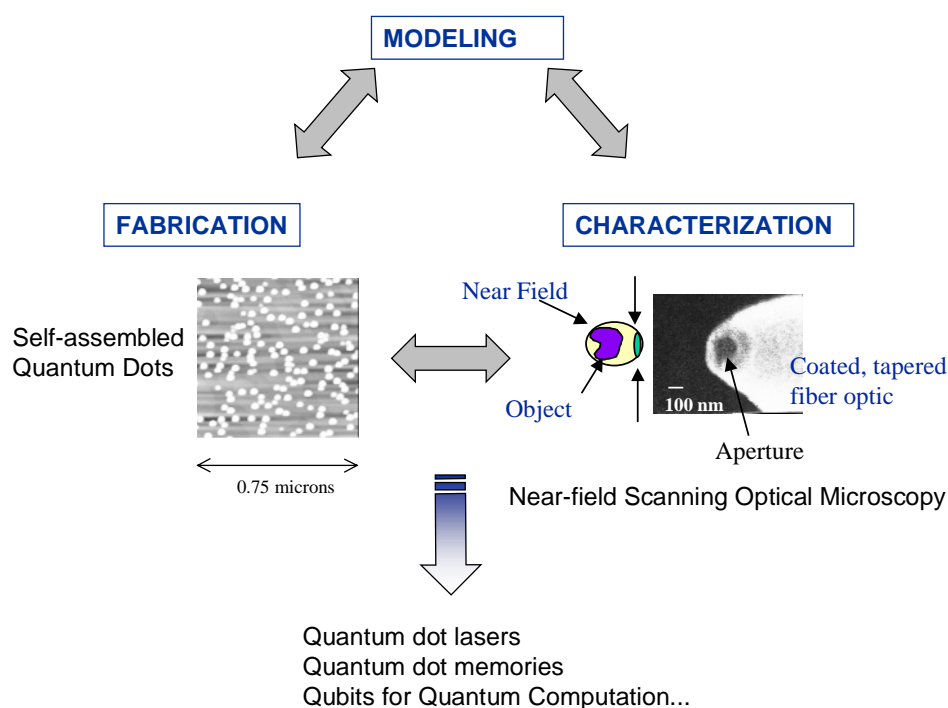 MODELING
FABRICATION
CHARACTERIZATION
Self-assembled
Quantum Dots
0.75 microns
Near Field
Object
100 nm
Coated, tapered
fiber optic
Aperture
Near-field Scanning Optical Microscopy
Quantum dot lasers
Quantum dot memories
Qubits for Quantum Computation...